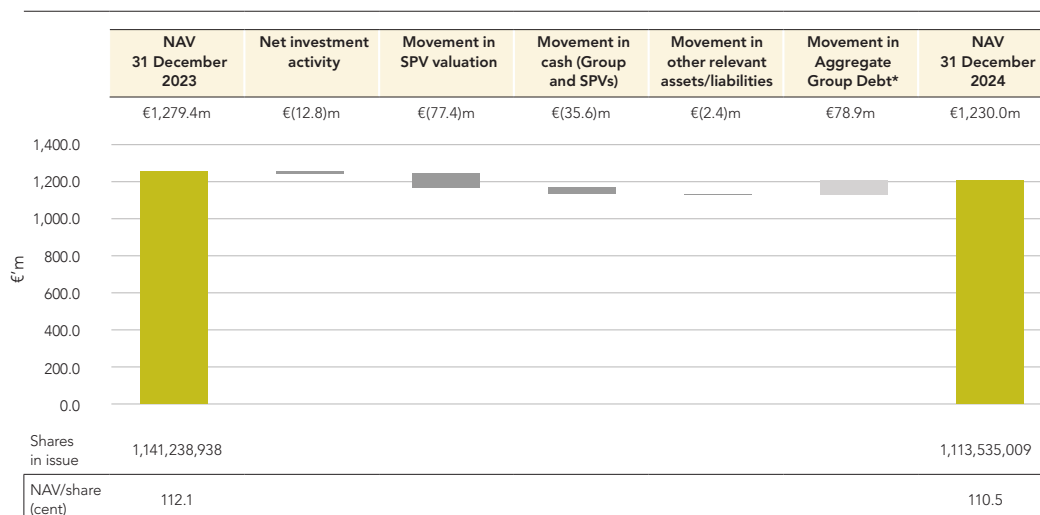 NAV
31 December
2023
Net investment
activity
Movement in
SPV valuation
Movement in
cash (Group
and SPVs)
Movement in
other relevant
assets/liabilities
Movement in
Aggregate
Group Debt*
NAV
31 December
2024
€1,279.4m
€(12.8)m
€(77.4)m
€(35.6)m
€(2.4)m
€78.9m
€1,230.0m
1,400.0
1,200.0
1,000.0
800.0
600.0
400.0
200.0
0.0
€'m
Shares
in issue
1,141,238,938
1,113,535,009
NAV/share
(cent)
112.1
110.5